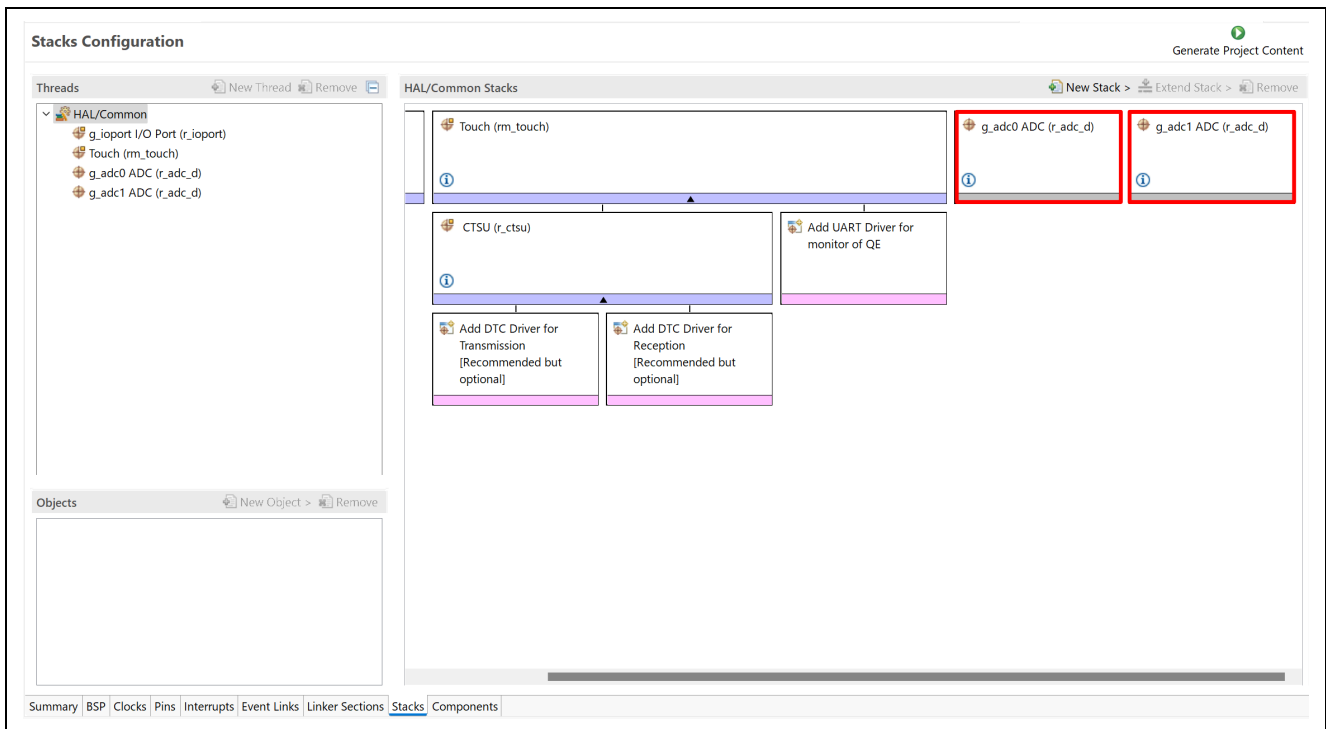 Stacks Configuration
Generate Project Content
Threads
New Thread
Remove
HAL/Common
g_ioport I/O Port (r_ioport)
Touch (rm_touch)
g_adc0 ADC (r_adc_d)
g_adc1 ADC (r_adc_d)
Objects
New Object >
Remove
HAL/Common Stacks
New Stack >
Extend Stack >
Remove
Touch (rm_touch)
g_adc0 ADC (r_adc_d)
g_adc1 ADC (r_adc_d)
CTSU (r_ctsu)
Add UART Driver for
monitor of QE
Add DTC Driver for
Transmission
[Recommended but
optional]
Add DTC Driver for
Reception
[Recommended but
optional]
Summary BSP Clocks Pins Interrupts Event Links Linker Sections Stacks Components